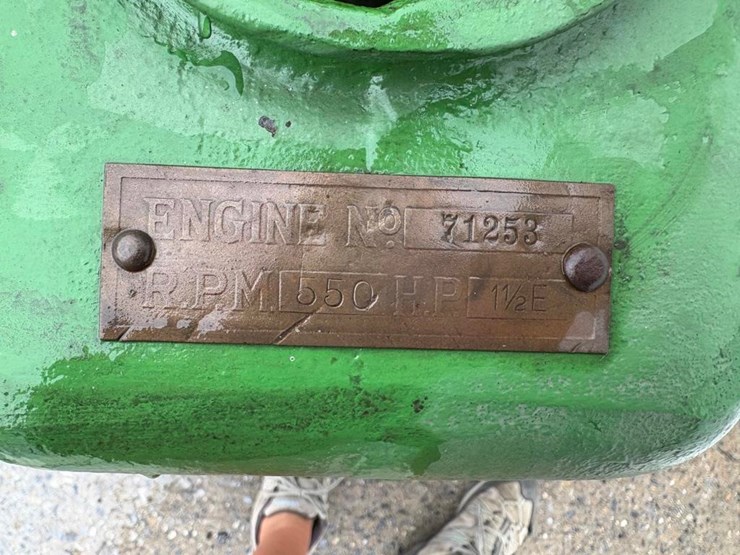 ENGINE No. 71253
R.P.M. 550 H.P. 1½E